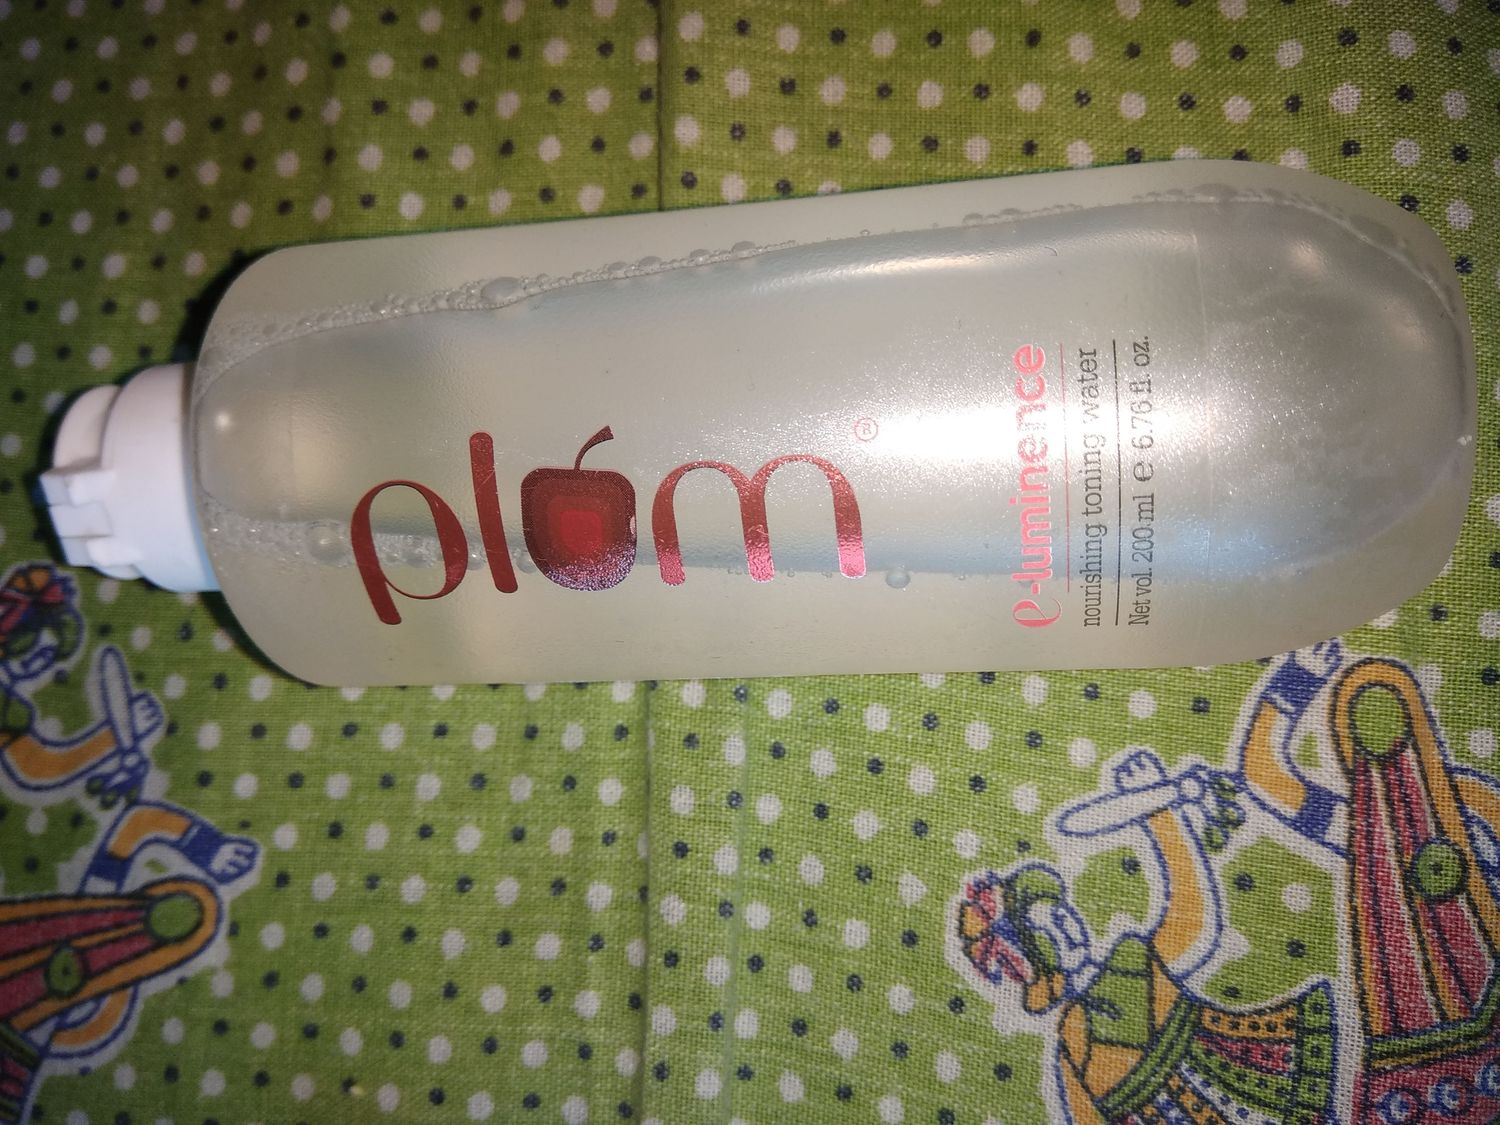 plum®
e-luminence
nourishing toning water
Net vol. 200 ml ℮ 6.76 fl. oz.